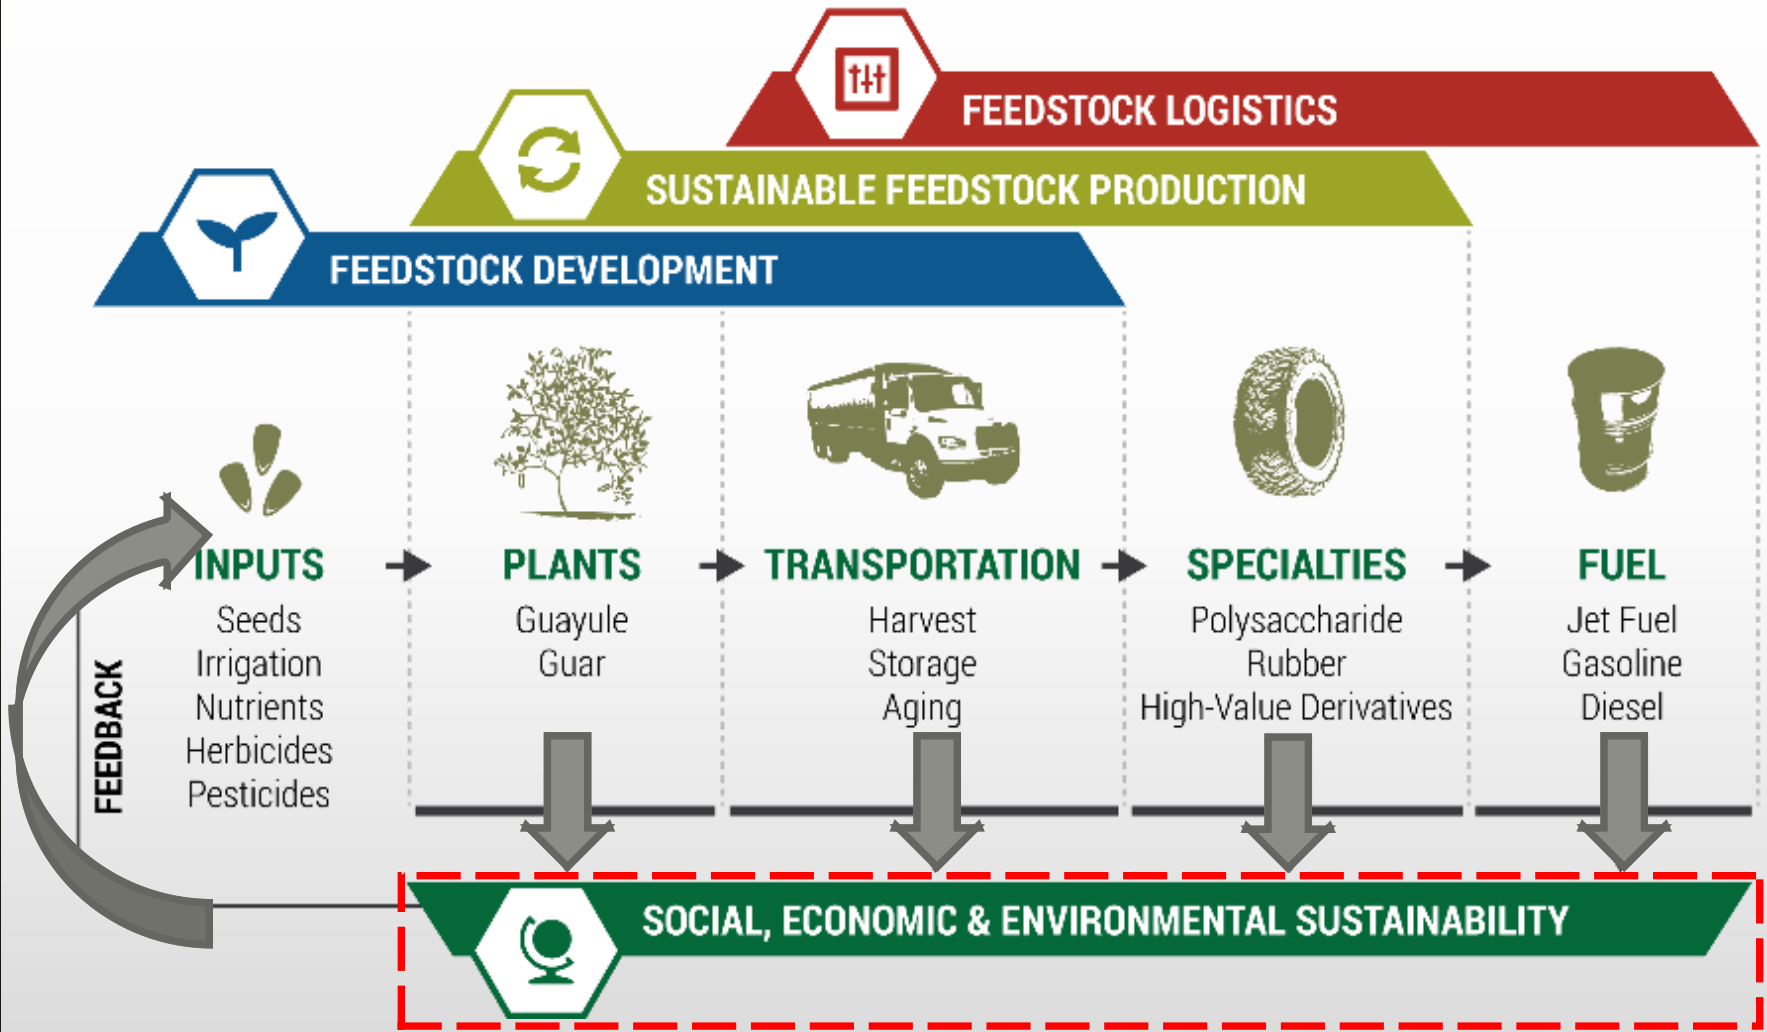 FEEDSTOCK LOGISTICS
SUSTAINABLE FEEDSTOCK PRODUCTION
FEEDSTOCK DEVELOPMENT
INPUTS
Seeds
Irrigation
Nutrients
Herbicides
Pesticides
PLANTS
Guayule
Guar
TRANSPORTATION
Harvest
Storage
Aging
SPECIALTIES
Polysaccharide
Rubber
High-Value Derivatives
FUEL
Jet Fuel
Gasoline
Diesel
FEEDBACK
SOCIAL, ECONOMIC & ENVIRONMENTAL SUSTAINABILITY